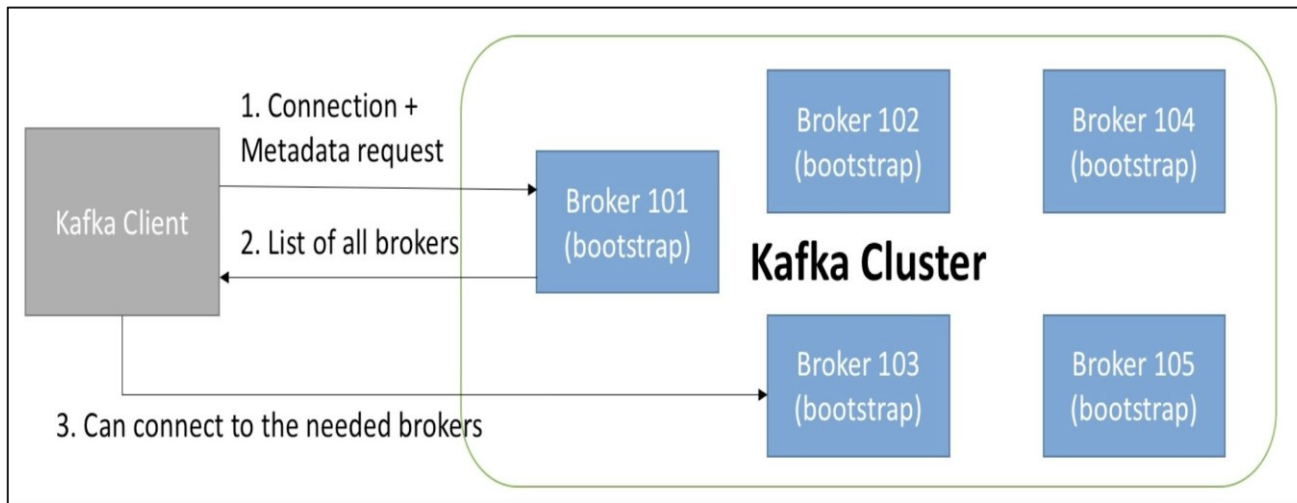 1. Connection +
Metadata request
Kafka Client
2. List of all brokers
3. Can connect to the needed brokers
Broker 101
(bootstrap)
Broker 102
(bootstrap)
Broker 104
(bootstrap)
Kafka Cluster
Broker 103
(bootstrap)
Broker 105
(bootstrap)